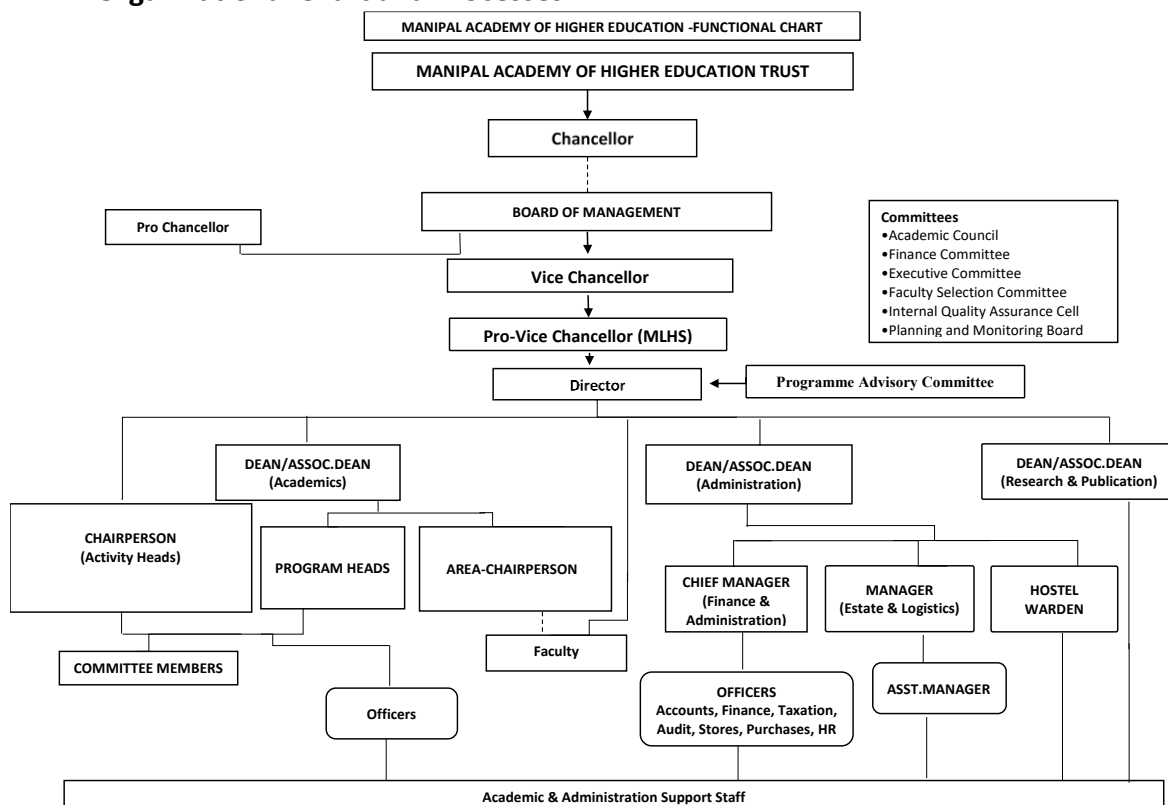 MANIPAL ACADEMY OF HIGHER EDUCATION -FUNCTIONAL CHART
MANIPAL ACADEMY OF HIGHER EDUCATION TRUST
Chancellor
BOARD OF MANAGEMENT
Pro Chancellor
Committees
•Academic Council
•Finance Committee
•Executive Committee
•Faculty Selection Committee
•Internal Quality Assurance Cell
•Planning and Monitoring Board
Vice Chancellor
Pro-Vice Chancellor (MLHS)
Director
Programme Advisory Committee
DEAN/ASSOC.DEAN
(Academics)
DEAN/ASSOC.DEAN
(Administration)
DEAN/ASSOC.DEAN
(Research & Publication)
CHAIRPERSON
(Activity Heads)
PROGRAM HEADS
AREA-CHAIRPERSON
CHIEF MANAGER
(Finance &
Administration)
MANAGER
(Estate & Logistics)
HOSTEL
WARDEN
COMMITTEE MEMBERS
Faculty
Officers
OFFICERS
Accounts, Finance, Taxation,
Audit, Stores, Purchases, HR
ASST.MANAGER
Academic & Administration Support Staff